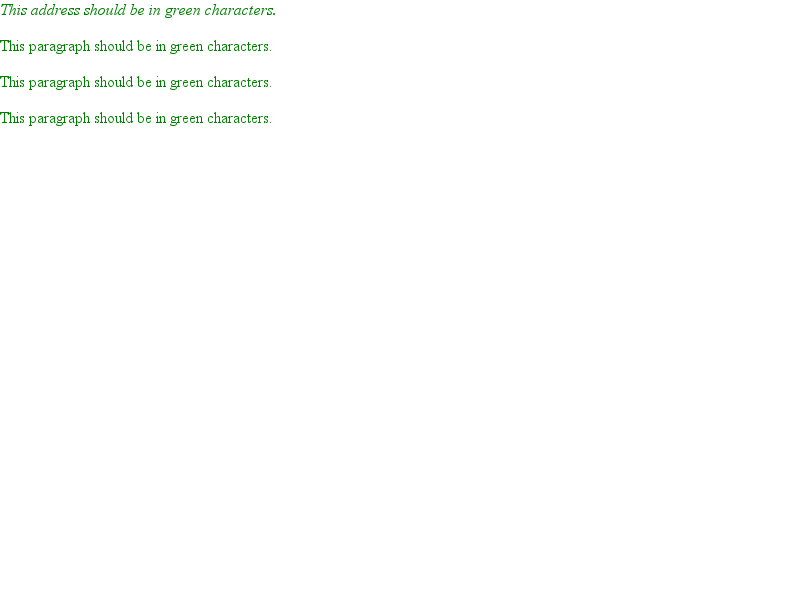 This address should be in green characters.
This paragraph should be in green characters.
This paragraph should be in green characters.
This paragraph should be in green characters.